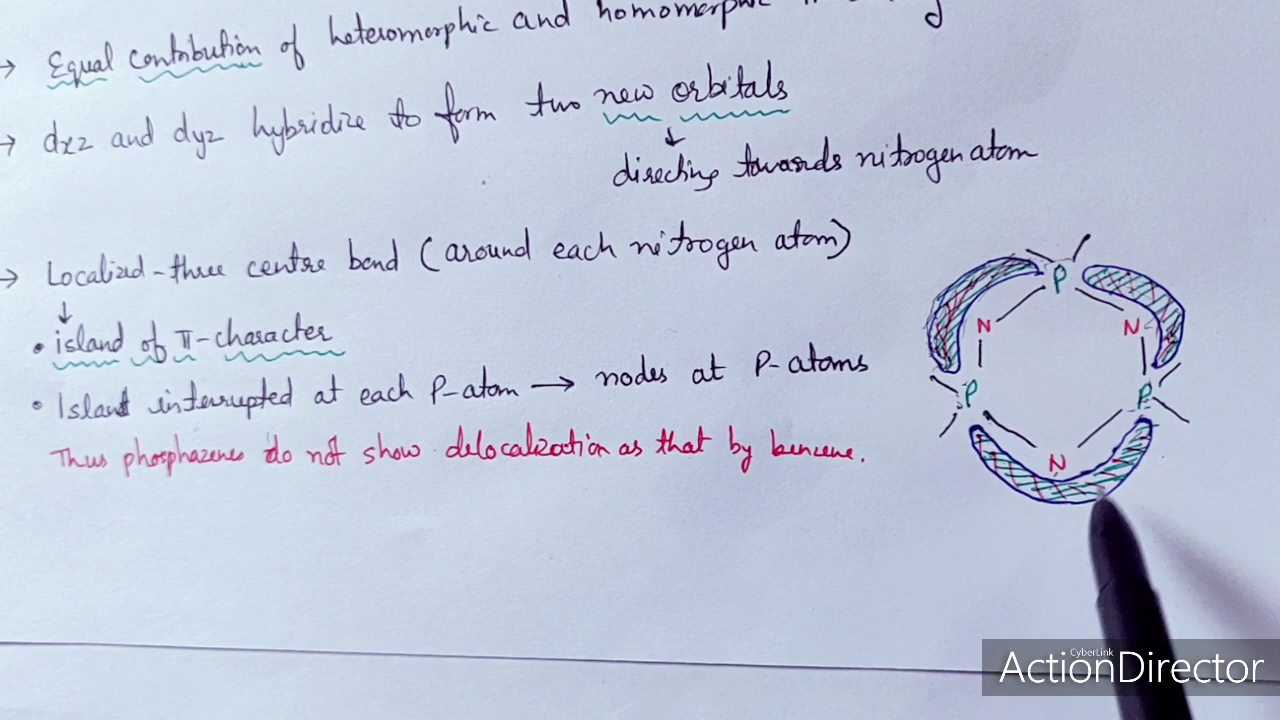 → Equal contribution of heteromorphic and homomorphic
→ dxz and dyz hybridize to form two new orbitals
↓
directing towards nitrogen atom
→ Localized-three centre bond (around each nitrogen atom)
↓
• island of π-character
• Island interrupted at each P-atom → nodes at P-atoms
Thus phosphazenes do not show delocalization as that by benzene.
P
N N
P P
N
CyberLink
ActionDirector